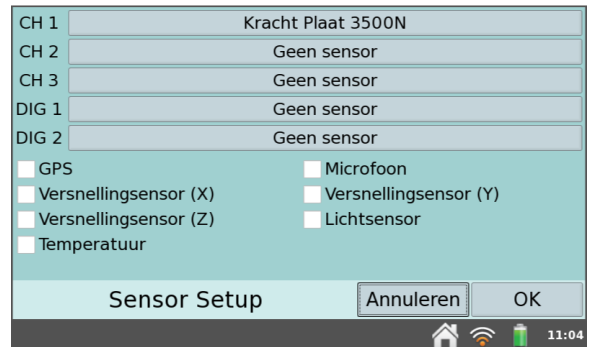 CH 1 Kracht Plaat 3500N
CH 2 Geen sensor
CH 3 Geen sensor
DIG 1 Geen sensor
DIG 2 Geen sensor
GPS Microfoon
Versnellingsensor (X) Versnellingsensor (Y)
Versnellingsensor (Z) Lichtsensor
Temperatuur
Sensor Setup Annuleren OK
11:04